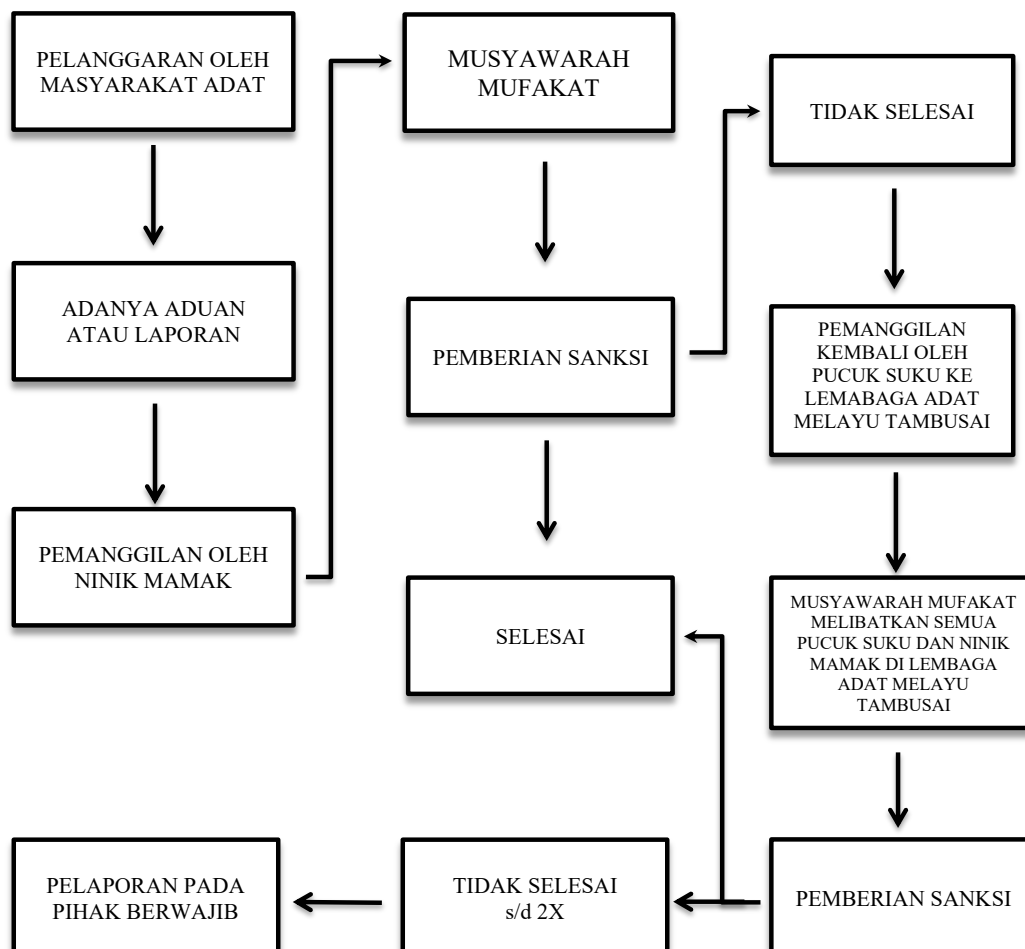 PELANGGARAN OLEH
MASYARAKAT ADAT
ADANYA ADUAN
ATAU LAPORAN
PEMANGGILAN OLEH
NINIK MAMAK
MUSYAWARAH
MUFAKAT
PEMBERIAN SANKSI
SELESAI
TIDAK SELESAI
PEMANGGILAN
KEMBALI OLEH
PUCUK SUKU KE
LEMABAGA ADAT
MELAYU TAMBUSAI
MUSYAWARAH MUFAKAT
MELIBATKAN SEMUA
PUCUK SUKU DAN NINIK
MAMAK DI LEMBAGA
ADAT MELAYU
TAMBUSAI
PEMBERIAN SANKSI
TIDAK SELESAI
s/d 2X
PELAPORAN PADA
PIHAK BERWAJIB